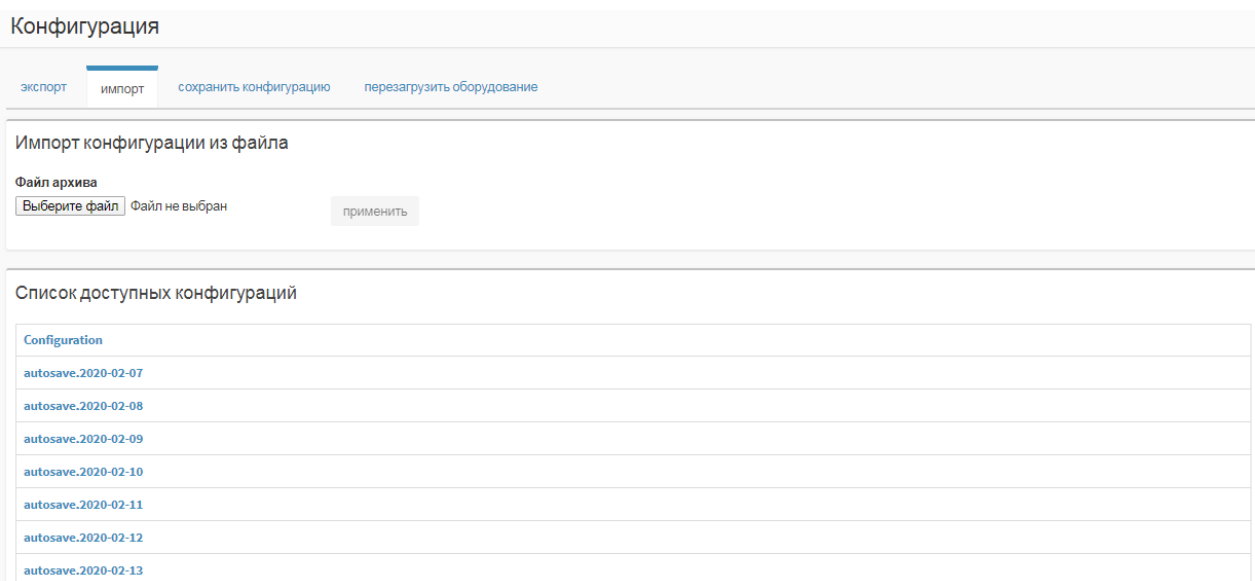 Конфигурация
экспорт импорт сохранить конфигурацию перезагрузить оборудование
Импорт конфигурации из файла
Файл архива
Выберите файл Файл не выбран применить
Список доступных конфигураций
Configuration
autosave.2020-02-07
autosave.2020-02-08
autosave.2020-02-09
autosave.2020-02-10
autosave.2020-02-11
autosave.2020-02-12
autosave.2020-02-13